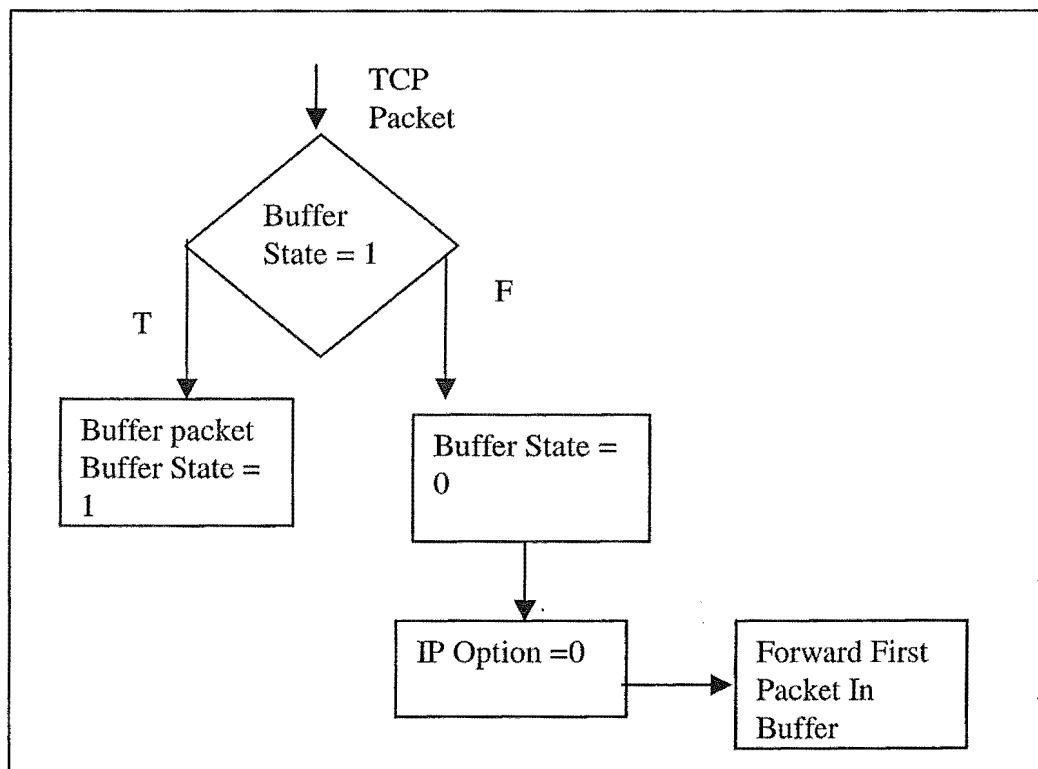 TCP
Packet
Buffer
State = 1
T
F
Buffer packet
Buffer State =
1
Buffer State =
0
IP Option =0
Forward First
Packet In
Buffer